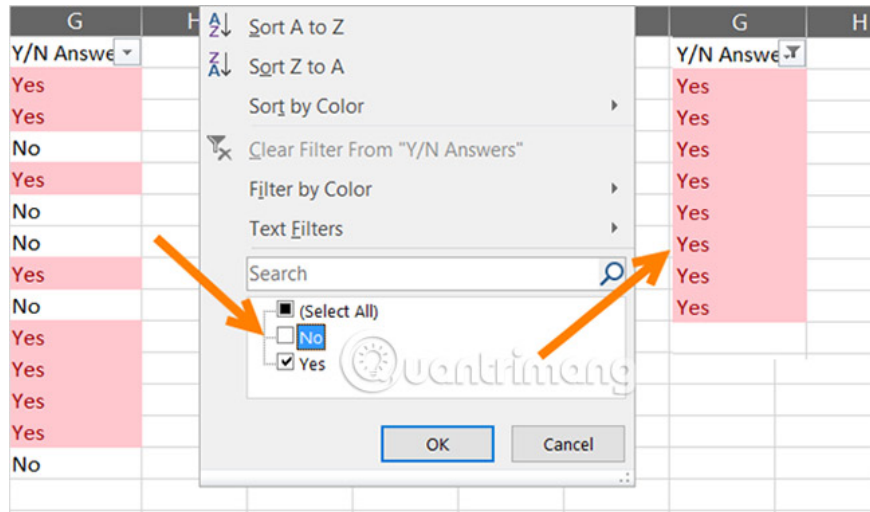 G
Y/N Answe
Yes
Yes
No
Yes
No
No
Yes
No
Yes
Yes
Yes
Yes
No
H
Sort A to Z
Sort Z to A
Sort by Color
Clear Filter From "Y/N Answers"
Filter by Color
Text Filters
Search
(Select All)
No
Yes
Quantrimang
OK
Cancel
G
H
Y/N Answe
Yes
Yes
Yes
Yes
Yes
Yes
Yes
Yes